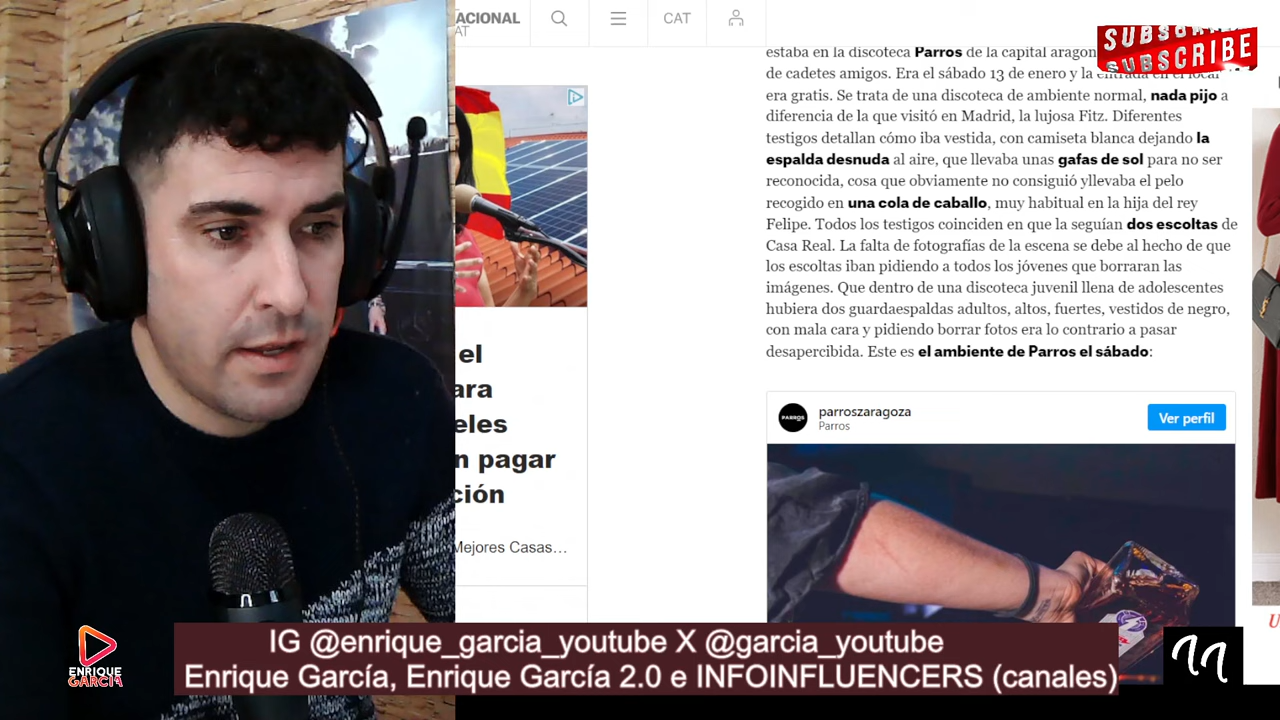 ACIONAL
AT
CAT
SUBSCRIBE
SUBSCRIBE
estaba en la discoteca Parros de la capital aragon
de cadetes amigos. Era el sábado 13 de enero y la entrada en el local
era gratis. Se trata de una discoteca de ambiente normal, nada pijo a
diferencia de la que visitó en Madrid, la lujosa Fitz. Diferentes
testigos detallan cómo iba vestida, con camiseta blanca dejando la
espalda desnuda al aire, que llevaba unas gafas de sol para no ser
reconocida, cosa que obviamente no consiguió yllevaba el pelo
recogido en una cola de caballo, muy habitual en la hija del rey
Felipe. Todos los testigos coinciden en que la seguían dos escoltas de
Casa Real. La falta de fotografías de la escena se debe al hecho de que
los escoltas iban pidiendo a todos los jóvenes que borraran las
imágenes. Que dentro de una discoteca juvenil llena de adolescentes
hubiera dos guardaespaldas adultos, altos, fuertes, vestidos de negro,
con mala cara y pidiendo borrar fotos era lo contrario a pasar
desapercibida. Este es el ambiente de Parros el sábado:
el
ara
eles
n pagar
ción
Mejores Casas...
PARROS
parroszaragoza
Parros
Ver perfil
U
ENRIQUE
GARCÍA
IG @enrique_garcia_youtube X @garcia_youtube
Enrique García, Enrique García 2.0 e INFOINFLUENCERS (canales)